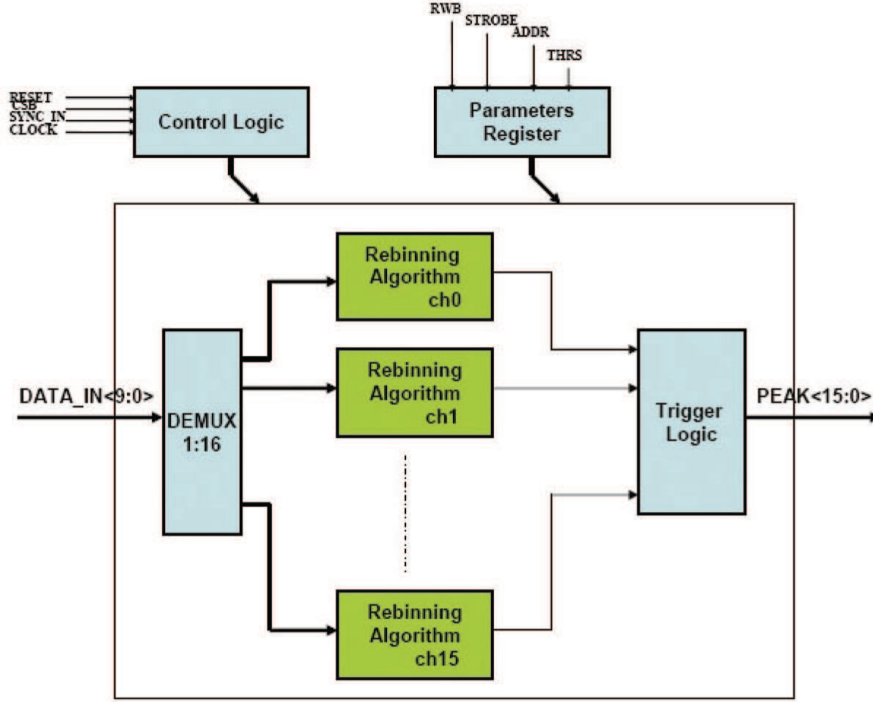 RWB
STROBE
ADDR
THRS
RESET
CSB
SYNC_IN
CLOCK
Control Logic
Parameters
Register
Rebinning
Algorithm
ch0
Rebinning
Algorithm
ch1
DATA_IN<9:0>
DEMUX
1:16
Trigger
Logic
PEAK<15:0>
Rebinning
Algorithm
ch15